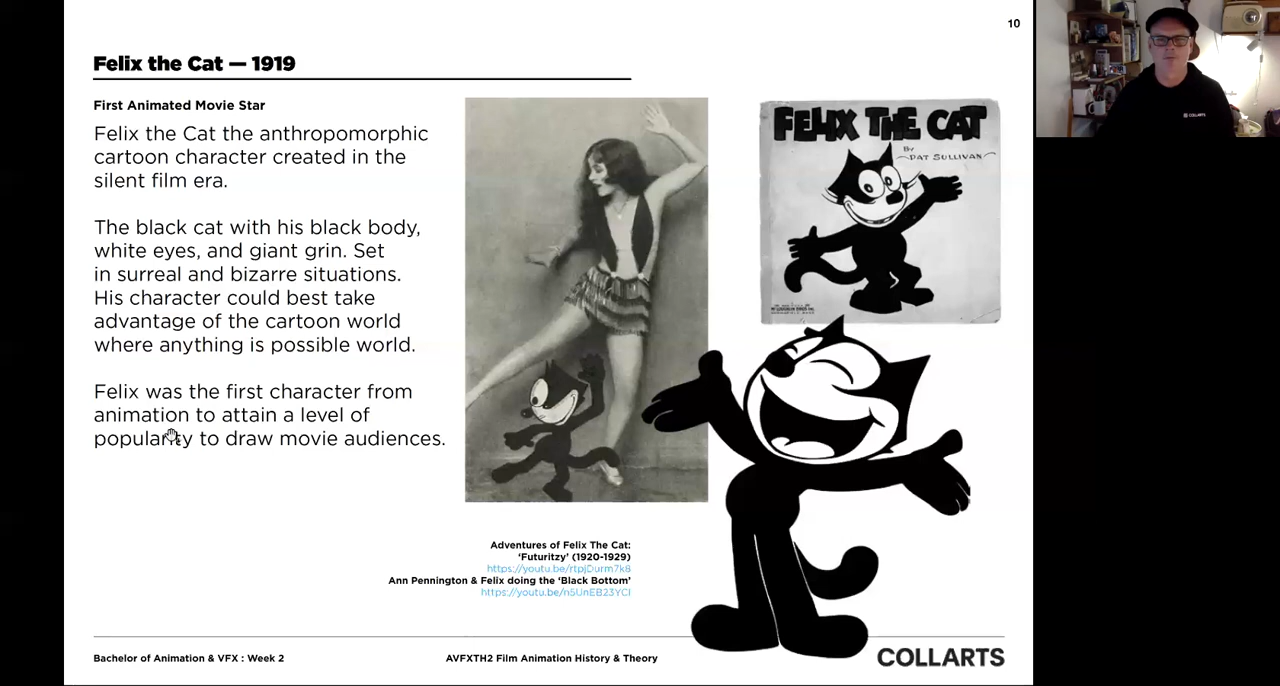 10
Felix the Cat — 1919
First Animated Movie Star
Felix the Cat the anthropomorphic
cartoon character created in the
silent film era.
The black cat with his black body,
white eyes, and giant grin. Set
in surreal and bizarre situations.
His character could best take
advantage of the cartoon world
where anything is possible world.
Felix was the first character from
animation to attain a level of
popularity to draw movie audiences.
FELIX THE CAT
By
PAT SULLIVAN
Adventures of Felix The Cat:
‘Futuritzy’ (1920-1929)
https://youtu.be/rtpjDurm7k8
Ann Pennington & Felix doing the ‘Black Bottom’
https://youtu.be/n5UnEB23YCI
Bachelor of Animation & VFX : Week 2
AVFXTH2 Film Animation History & Theory
COLLARTS
COLLARTS